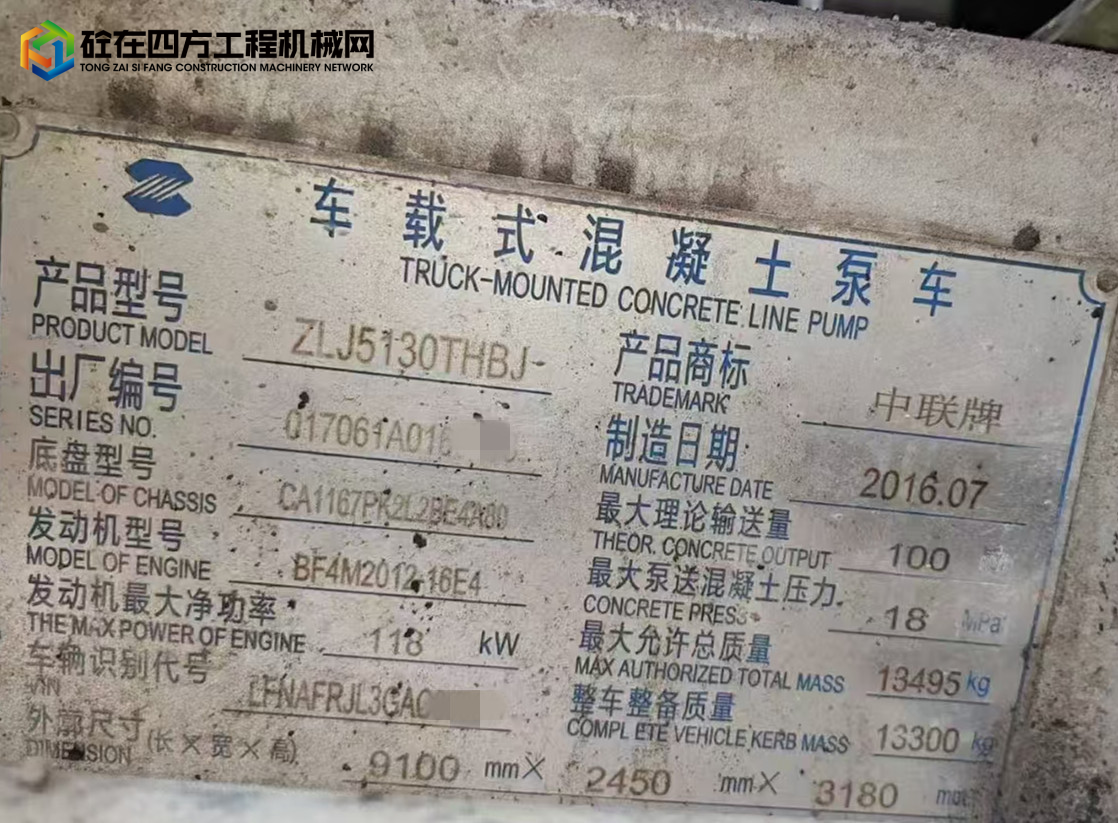 砼在四方工程机械网
TONG ZAI SI FANG CONSTRUCTION MACHINERY NETWORK
车载式混凝土泵车
TRUCK-MOUNTED CONCRETE LINE PUMP
产品型号 ZLJ5130THBJ-
PRODUCT MODEL
出厂编号 017061A016
SERIES NO.
底盘型号 CA1167PK2L2BE4A80
MODEL OF CHASSIS
发动机型号 BF4M2012-16E4
MODEL OF ENGINE
发动机最大净功率 118 kW
THE MAX POWER OF ENGINE
车辆识别代号 LFNAFRJL3GAC
VIN
产品商标 中联牌
TRADEMARK
制造日期 2016.07
MANUFACTURE DATE
最大理论输送量 100
THEOR. CONCRETE OUTPUT
最大泵送混凝土压力 18 MPa
CONCRETE PRESS.
最大允许总质量 13495 kg
MAX AUTHORIZED TOTAL MASS
整车整备质量 13300 kg
COMPLETE VEHICLE KERB MASS
外廓尺寸(长×宽×高) 9100 mm× 2450 mm× 3180
DIMENSION